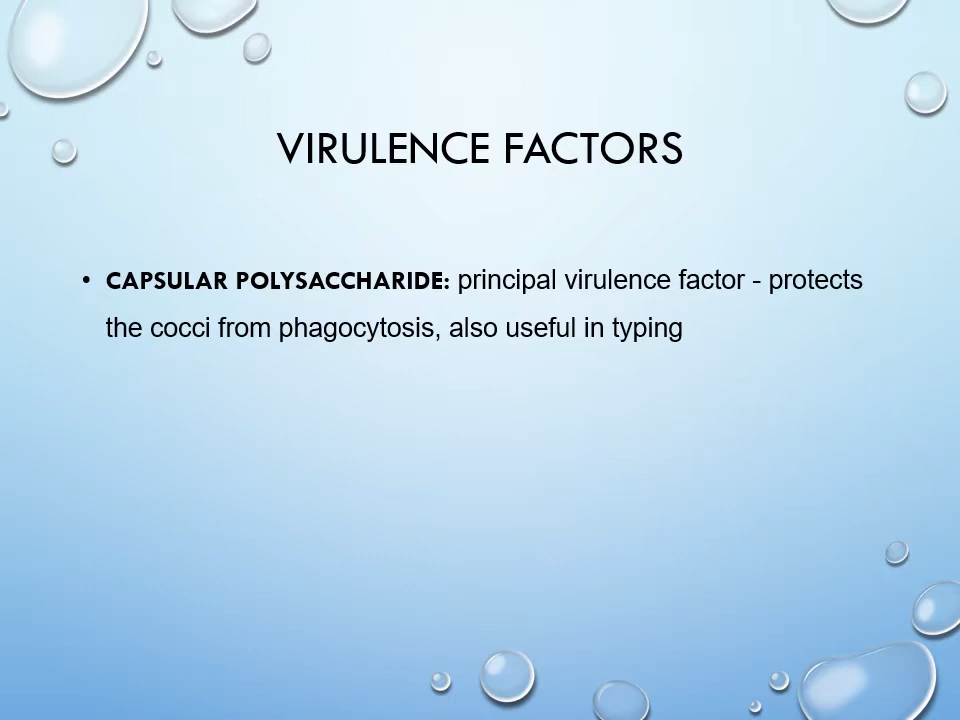 VIRULENCE FACTORS
• CAPSULAR POLYSACCHARIDE: principal virulence factor - protects
the cocci from phagocytosis, also useful in typing